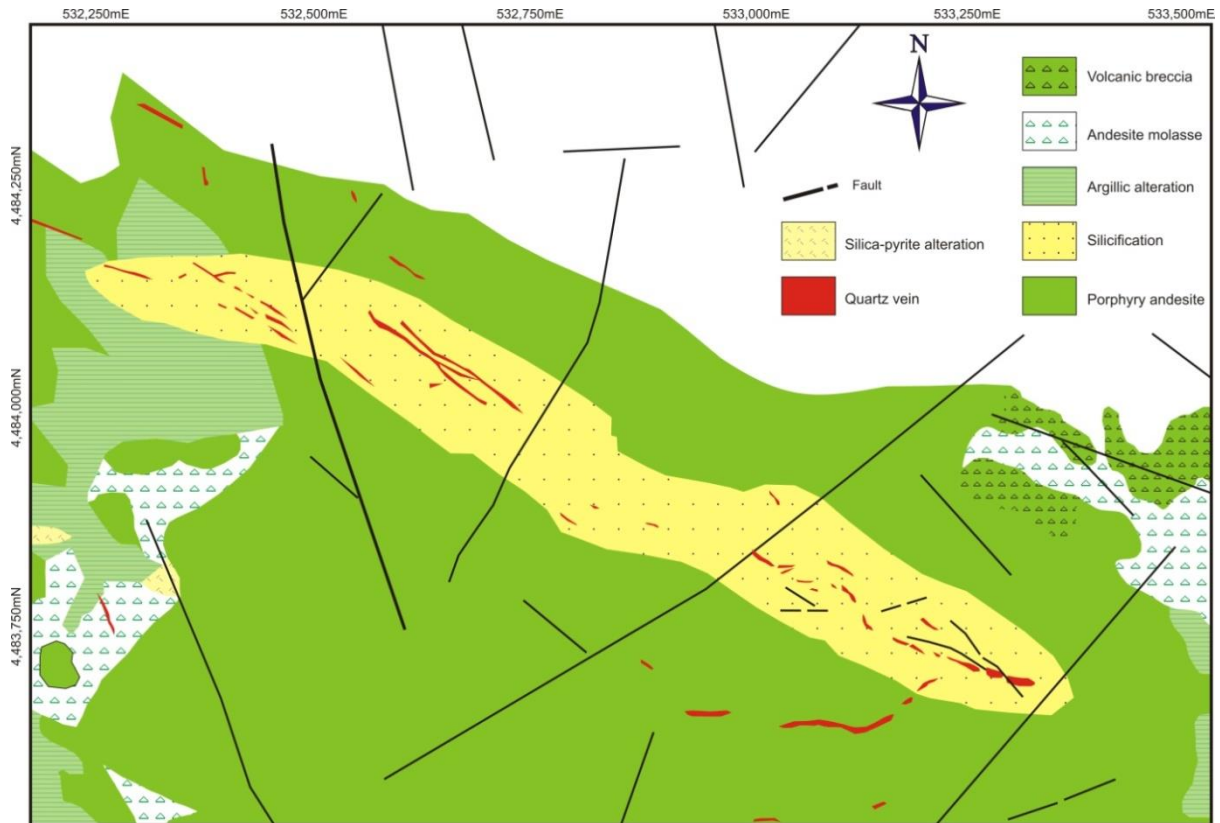 532,250mE
532,500mE
532,750mE
533,000mE
533,250mE
533,500mE
4,484,250mN
4,484,000mN
4,483,750mN
N
Volcanic breccia
Andesite molasse
Fault
Argillic alteration
Silica-pyrite alteration
Silicification
Quartz vein
Porphyry andesite